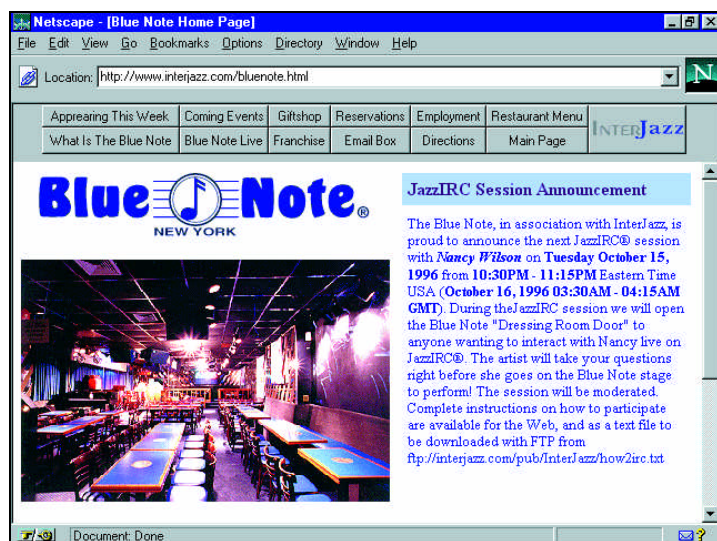 Netscape - [Blue Note Home Page]
File Edit View Go Bookmarks Options Directory Window Help
Location: http://www.interjazz.com/bluenote.html
N
Apprearing This Week Coming Events Giftshop Reservations Employment Restaurant Menu
What Is The Blue Note Blue Note Live Franchise Email Box Directions Main Page
INTERJazz
Blue Note®
NEW YORK
JazzIRC Session Announcement
The Blue Note, in association with InterJazz, is
proud to announce the next JazzIRC® session
with Nancy Wilson on Tuesday October 15,
1996 from 10:30PM - 11:15PM Eastern Time
USA (October 16, 1996 03:30AM - 04:15AM
GMT). During theJazzIRC session we will open
the Blue Note "Dressing Room Door" to
anyone wanting to interact with Nancy live on
JazzIRC®. The artist will take your questions
right before she goes on the Blue Note stage
to perform! The session will be moderated.
Complete instructions on how to participate
are available for the Web, and as a text file to
be downloaded with FTP from
ftp://interjazz.com/pub/InterJazz/how2irc.txt
Document: Done